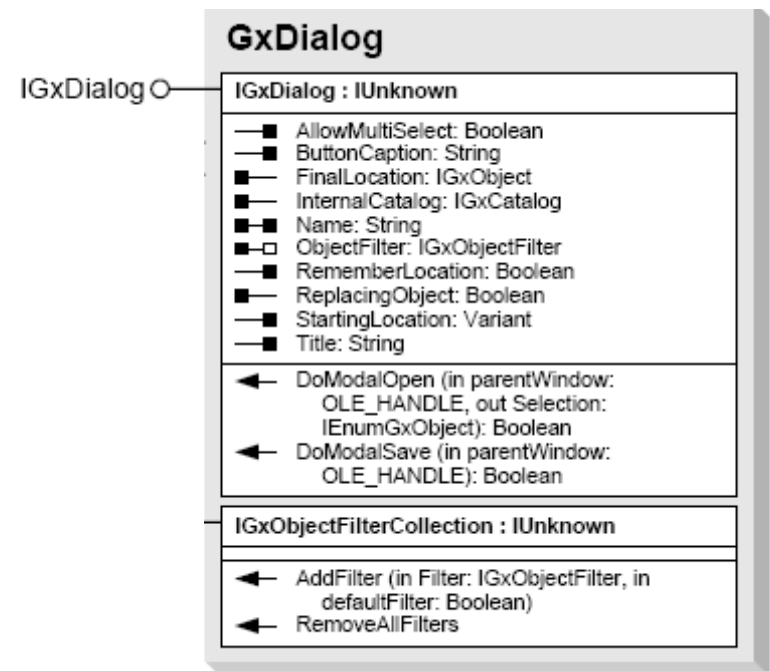 GxDialog
IGxDialog
IGxDialog : IUnknown
AllowMultiSelect: Boolean
ButtonCaption: String
FinalLocation: IGxObject
InternalCatalog: IGxCatalog
Name: String
ObjectFilter: IGxObjectFilter
RememberLocation: Boolean
ReplacingObject: Boolean
StartingLocation: Variant
Title: String
DoModalOpen (in parentWindow:
OLE_HANDLE, out Selection:
IEnumGxObject): Boolean
DoModalSave (in parentWindow:
OLE_HANDLE): Boolean
IGxObjectFilterCollection : IUnknown
AddFilter (in Filter: IGxObjectFilter, in
defaultFilter: Boolean)
RemoveAllFilters